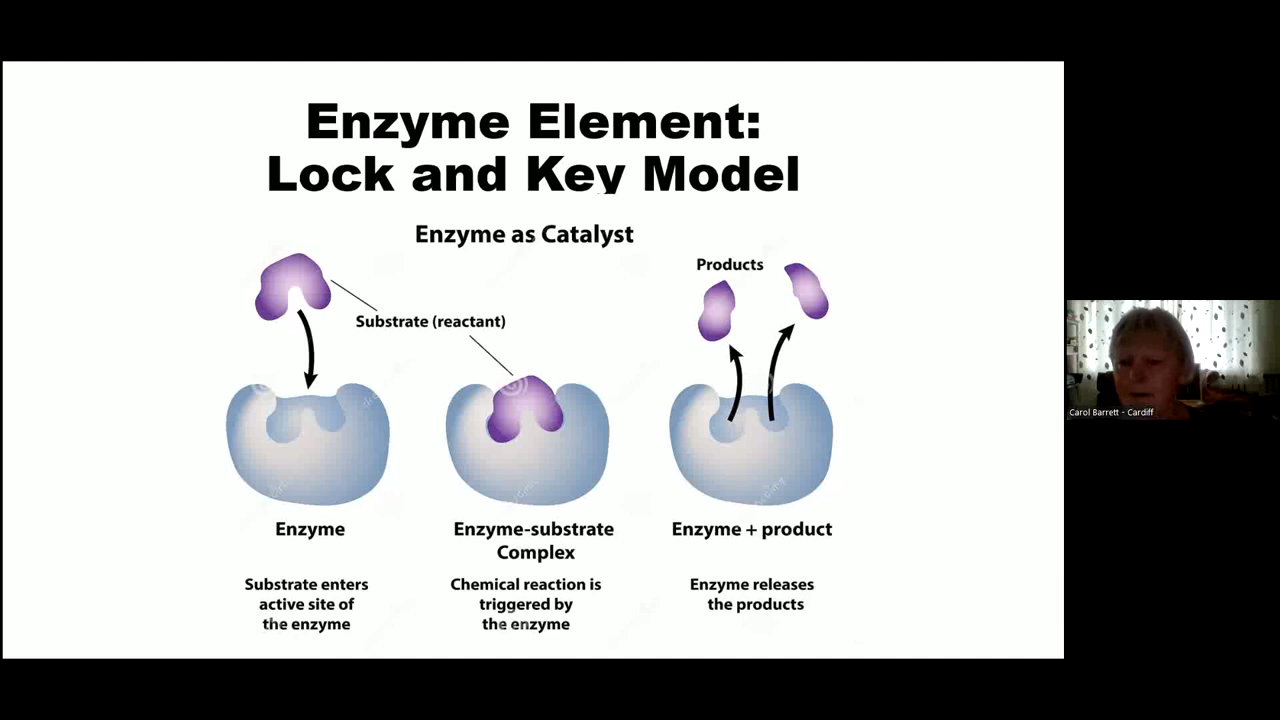 Enzyme Element:
Lock and Key Model
Enzyme as Catalyst
Products
Substrate (reactant)
Enzyme
Enzyme-substrate
Complex
Enzyme + product
Substrate enters
active site of
the enzyme
Chemical reaction is
triggered by
the enzyme
Enzyme releases
the products
Carol Barrett - Cardiff